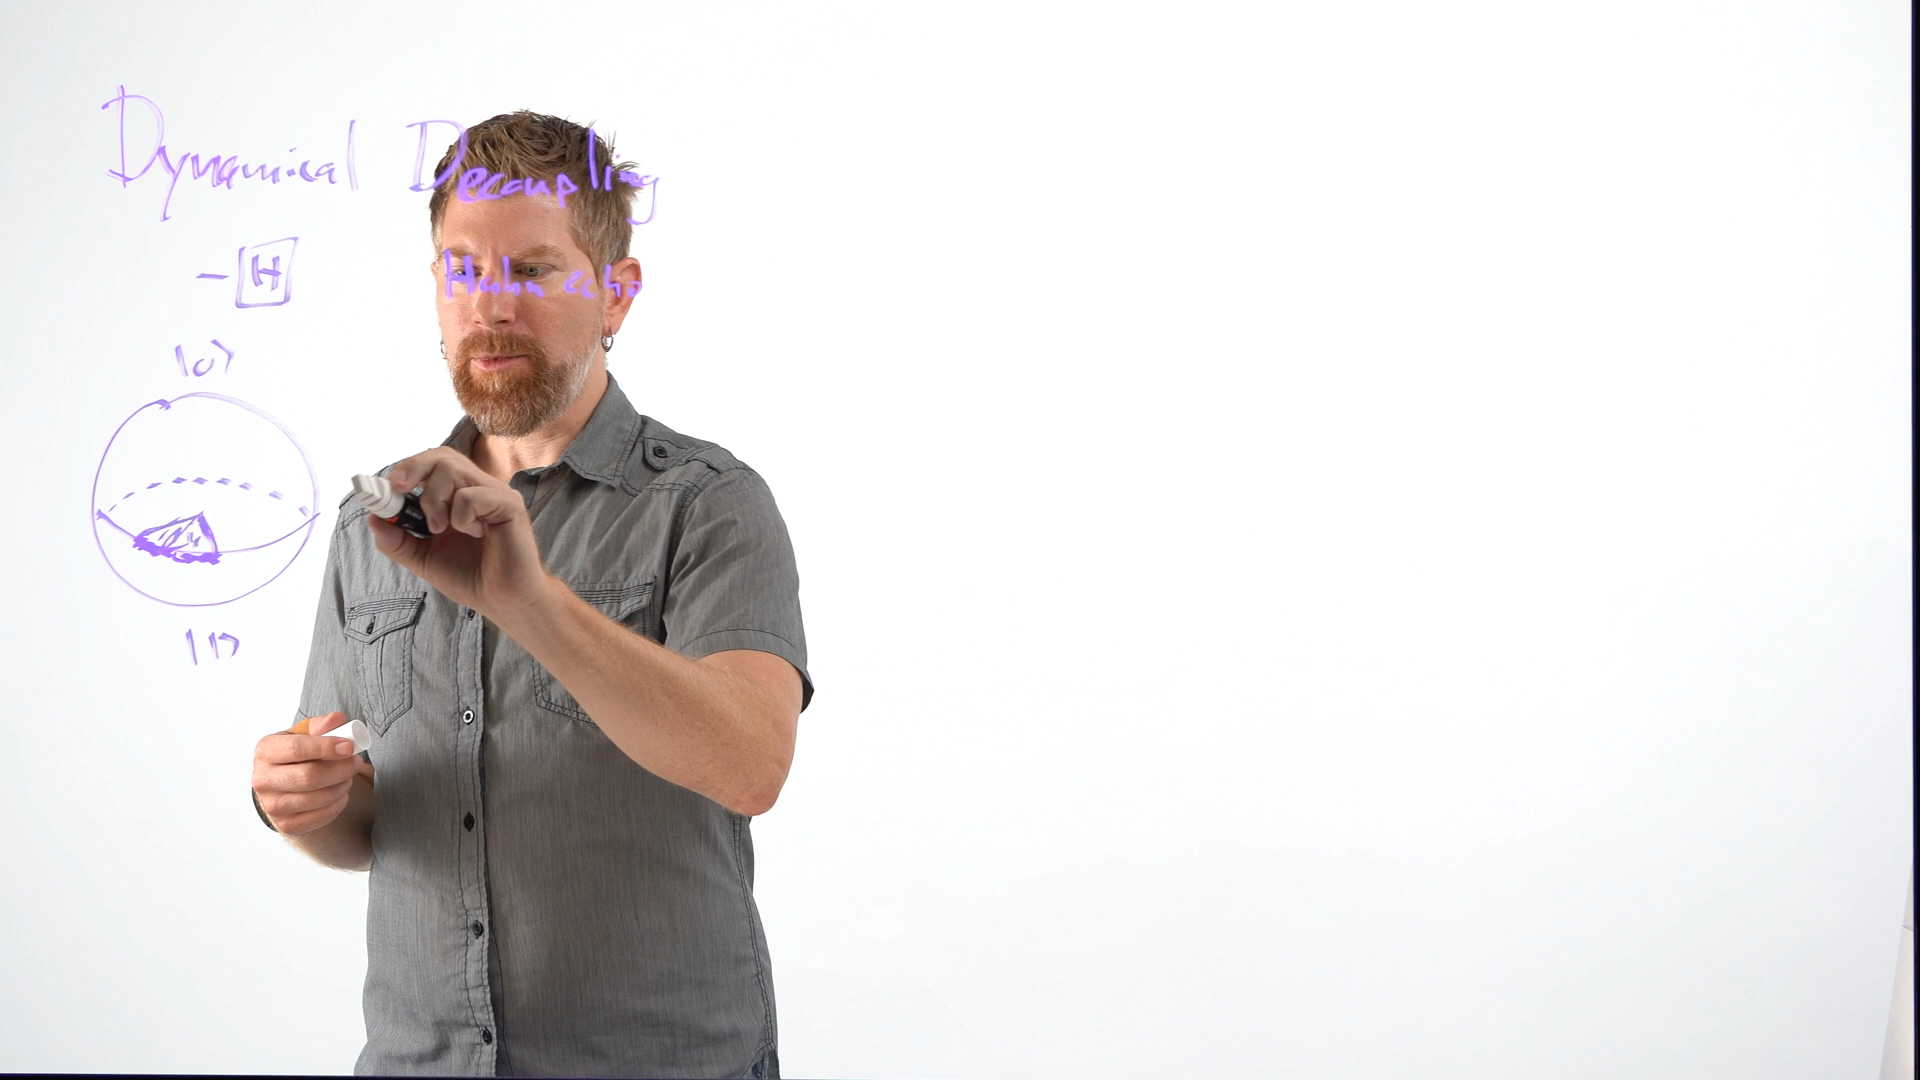 Dynamical Decoupling
-H
Hahn echo
|0⟩
|1⟩